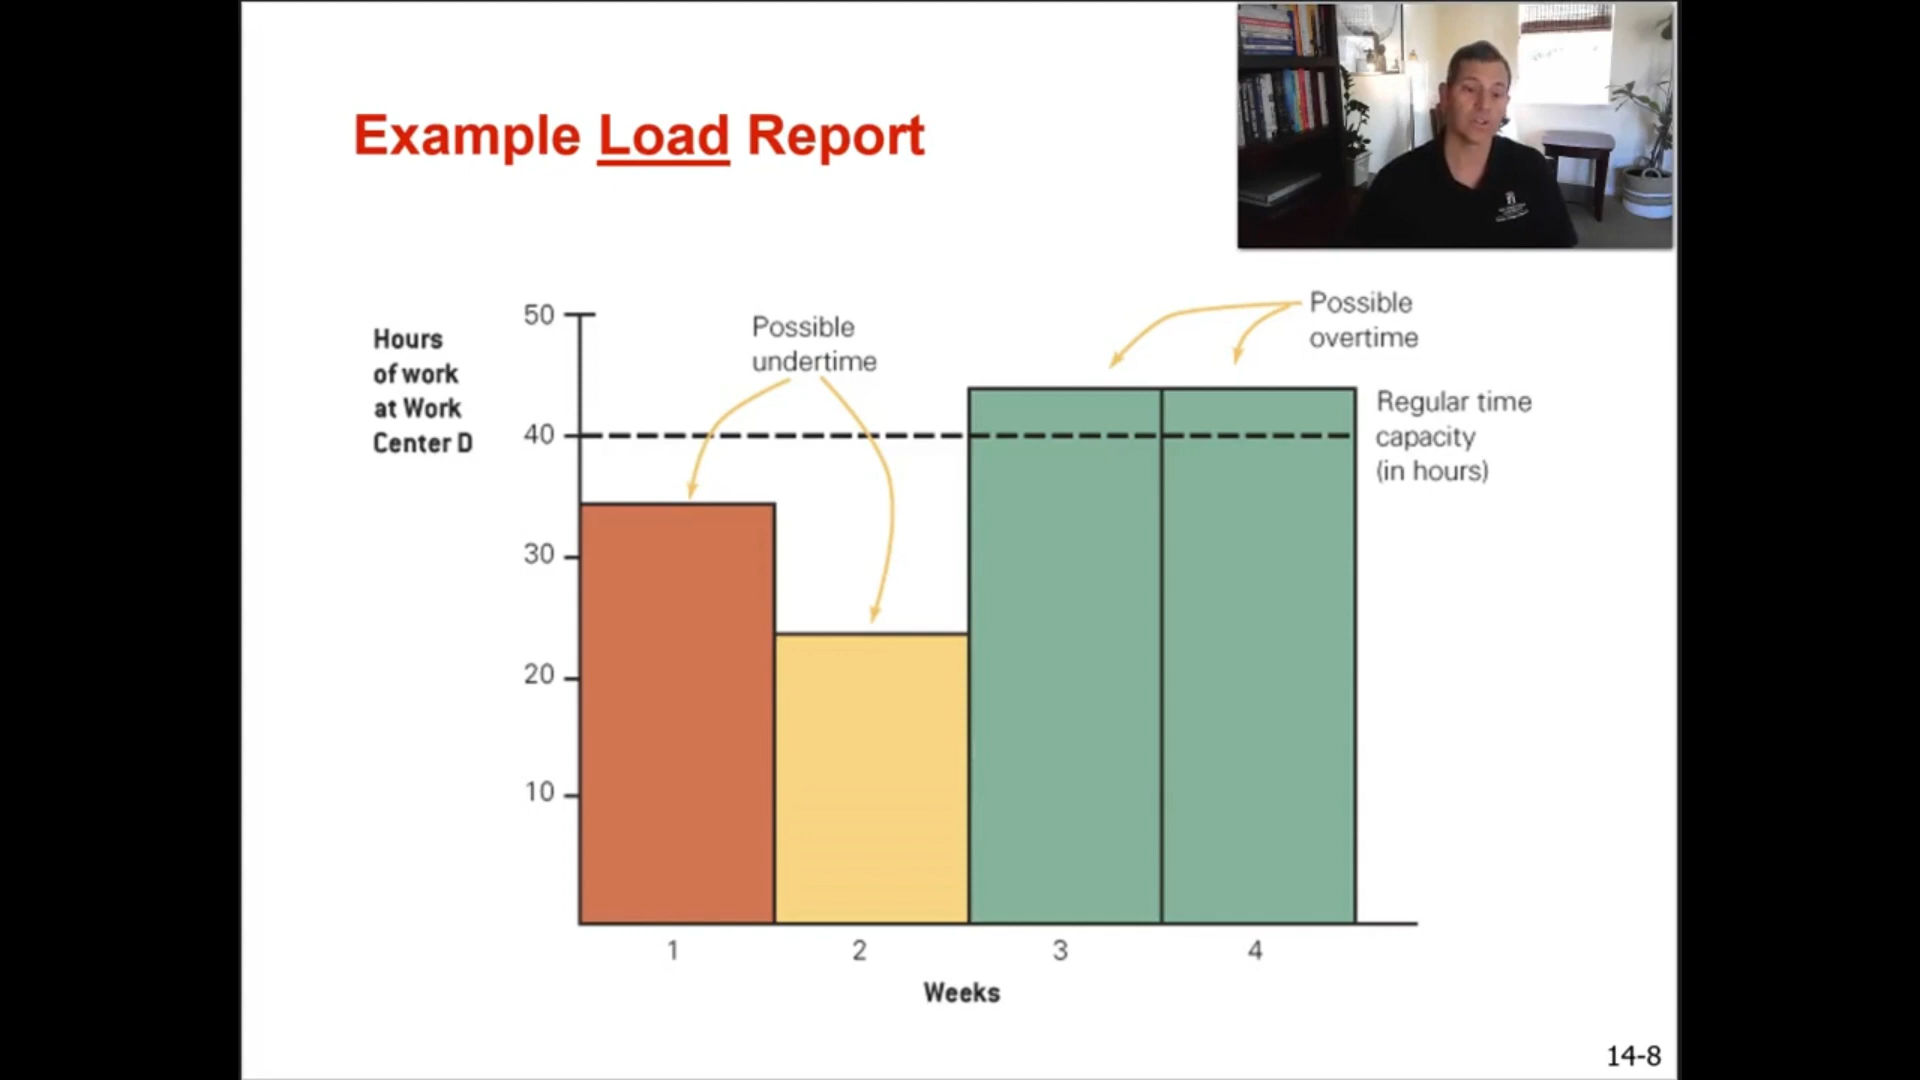 Example Load Report
Hours
of work
at Work
Center D
50
40
30
20
10
Possible
undertime
Possible
overtime
Regular time
capacity
(in hours)
1
2
3
4
Weeks
14-8